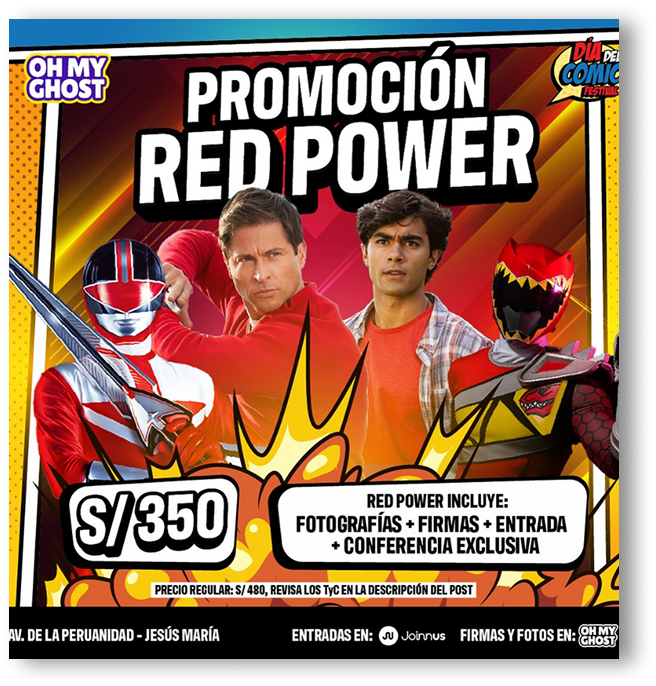 OH MY
GHOST
DÍA DEL
COMIC
FESTIVAL
PROMOCIÓN
RED POWER
S/ 350
RED POWER INCLUYE:
FOTOGRAFÍAS + FIRMAS + ENTRADA
+ CONFERENCIA EXCLUSIVA
PRECIO REGULAR: S/ 480, REVISA LOS TyC EN LA DESCRIPCIÓN DEL POST
AV. DE LA PERUANIDAD - JESÚS MARÍA ENTRADAS EN: Joinnus FIRMAS Y FOTOS EN: OH MY GHOST